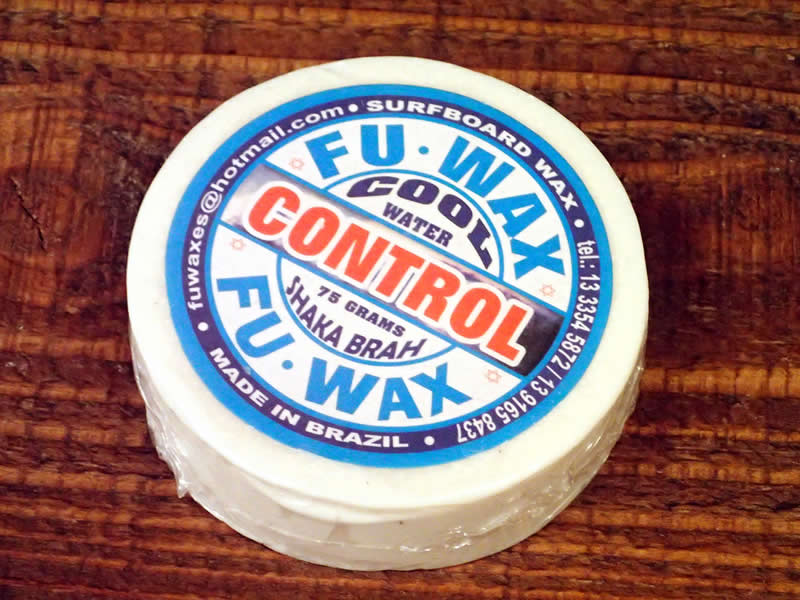 FU·WAX
COOL
WATER
CONTROL
75 GRAMS
SHAKA BRAH
FU·WAX
fuwaxes@hotmail.com • SURFBOARD WAX • tel.: 13 3354 5872 / 13 9165 8437
• MADE IN BRAZIL •